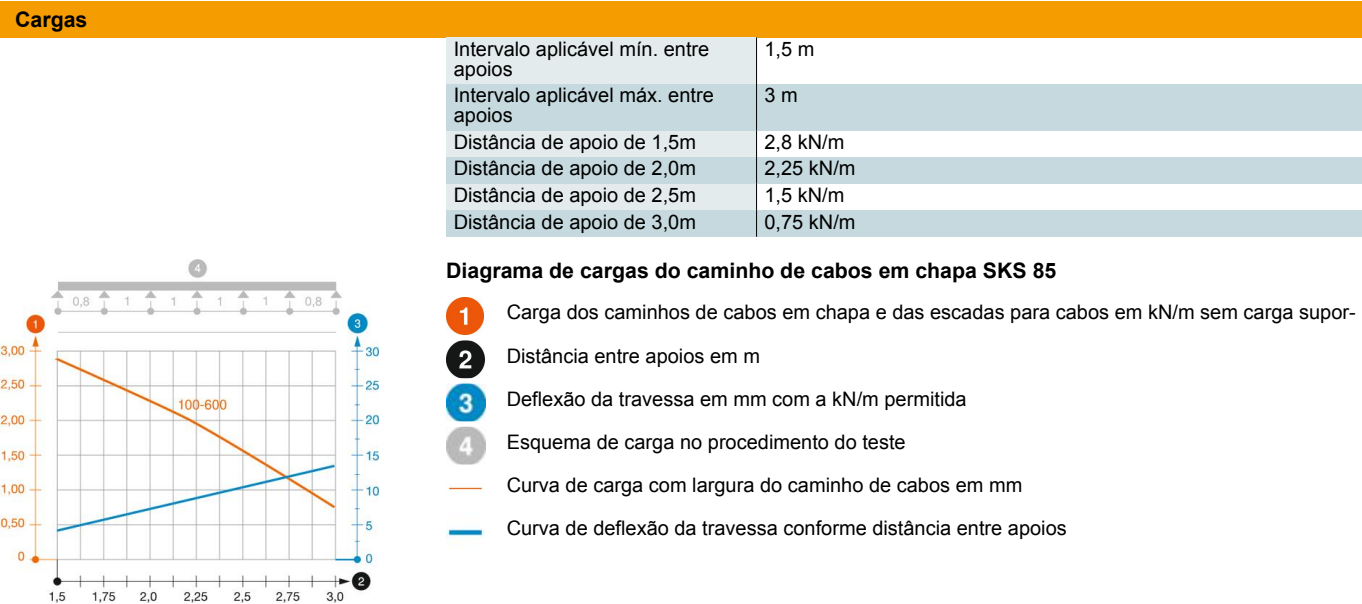 Cargas
Intervalo aplicável mín. entre apoios 1,5 m
Intervalo aplicável máx. entre apoios 3 m
Distância de apoio de 1,5m 2,8 kN/m
Distância de apoio de 2,0m 2,25 kN/m
Distância de apoio de 2,5m 1,5 kN/m
Distância de apoio de 3,0m 0,75 kN/m
4
0,8 1 1 1 1 0,8
1 3
3,00 30
2,50 25
100-600
2,00 20
1,50 15
1,00 10
0,50 5
0 0
2
1,5 1,75 2,0 2,25 2,5 2,75 3,0
Diagrama de cargas do caminho de cabos em chapa SKS 85
1 Carga dos caminhos de cabos em chapa e das escadas para cabos em kN/m sem carga supor-
2 Distância entre apoios em m
3 Deflexão da travessa em mm com a kN/m permitida
4 Esquema de carga no procedimento do teste
Curva de carga com largura do caminho de cabos em mm
Curva de deflexão da travessa conforme distância entre apoios